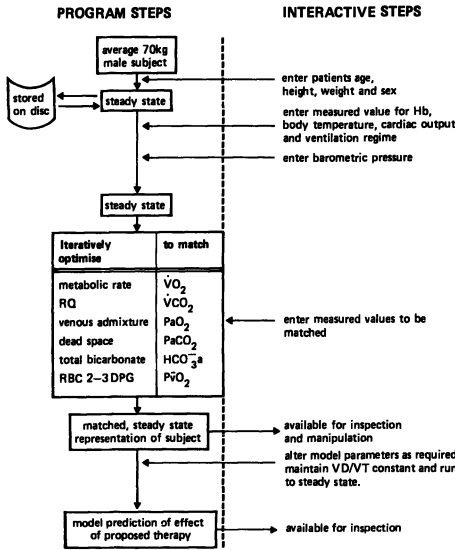 PROGRAM STEPS
INTERACTIVE STEPS
average 70kg
male subject
enter patients age,
height, weight and sex
stored
on disc
steady state
enter measured value for Hb,
body temperature, cardiac output
and ventilation regime
enter barometric pressure
steady state
Iteratively
optimise
to match
metabolic rate V̇O₂
RQ V̇CO₂
venous admixture PaO₂
dead space PaCO₂
total bicarbonate HCO₃⁻a
RBC 2–3 DPG Pv̄O₂
enter measured values to be
matched
matched, steady state
representation of subject
available for inspection
and manipulation
alter model parameters as required
maintain VD/VT constant and run
to steady state.
model prediction of effect
of proposed therapy
available for inspection